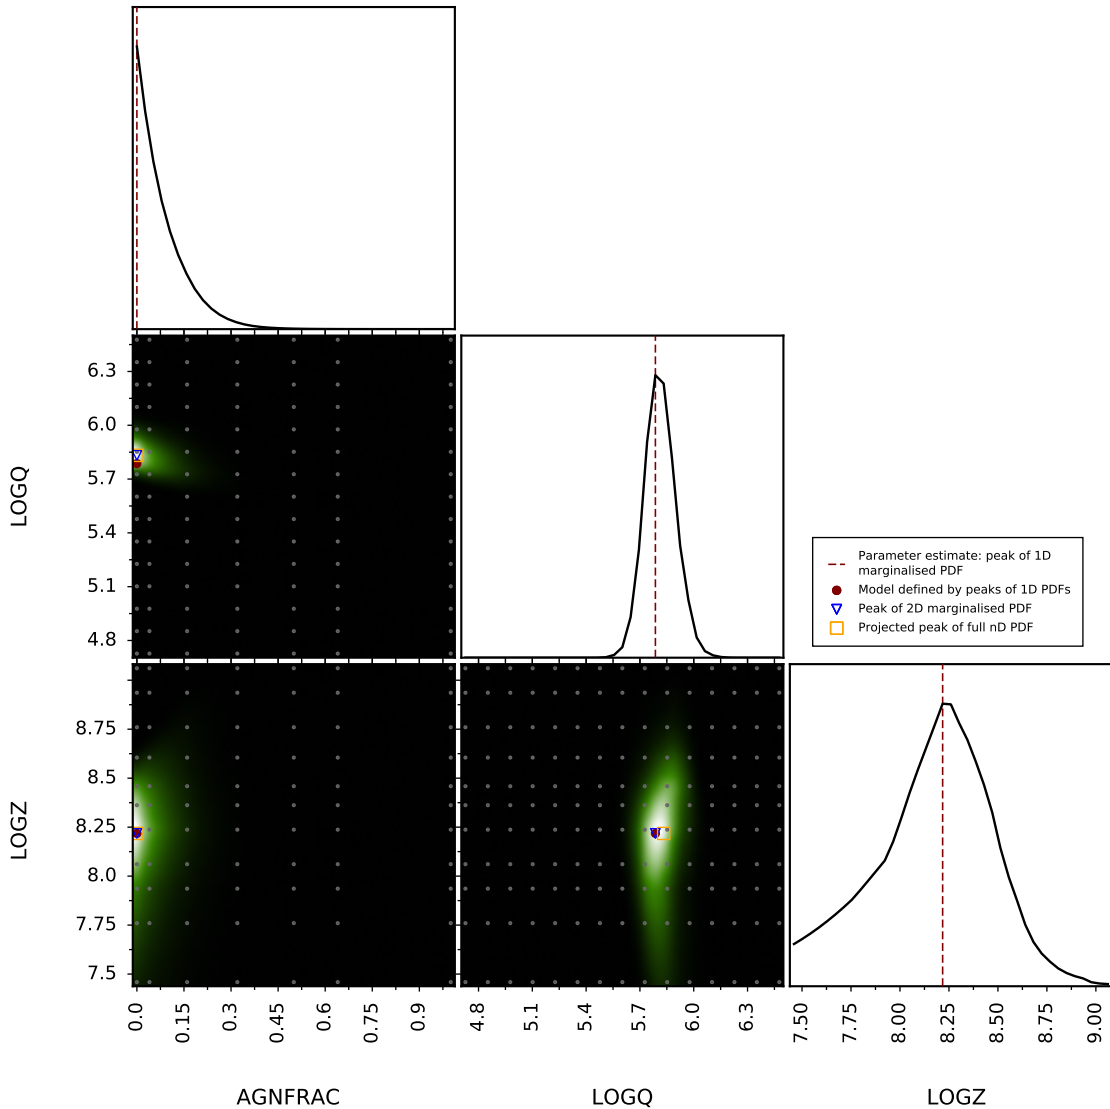 6.3
6.0
5.7
5.4
5.1
4.8
LOGQ
Parameter estimate: peak of 1D
marginalised PDF
Model defined by peaks of 1D PDFs
Peak of 2D marginalised PDF
Projected peak of full nD PDF
8.75
8.5
8.25
8.0
7.75
7.5
LOGZ
0.0 0.15 0.3 0.45 0.6 0.75 0.9
4.8 5.1 5.4 5.7 6.0 6.3
7.50 7.75 8.00 8.25 8.50 8.75 9.00
AGNFRAC
LOGQ
LOGZ